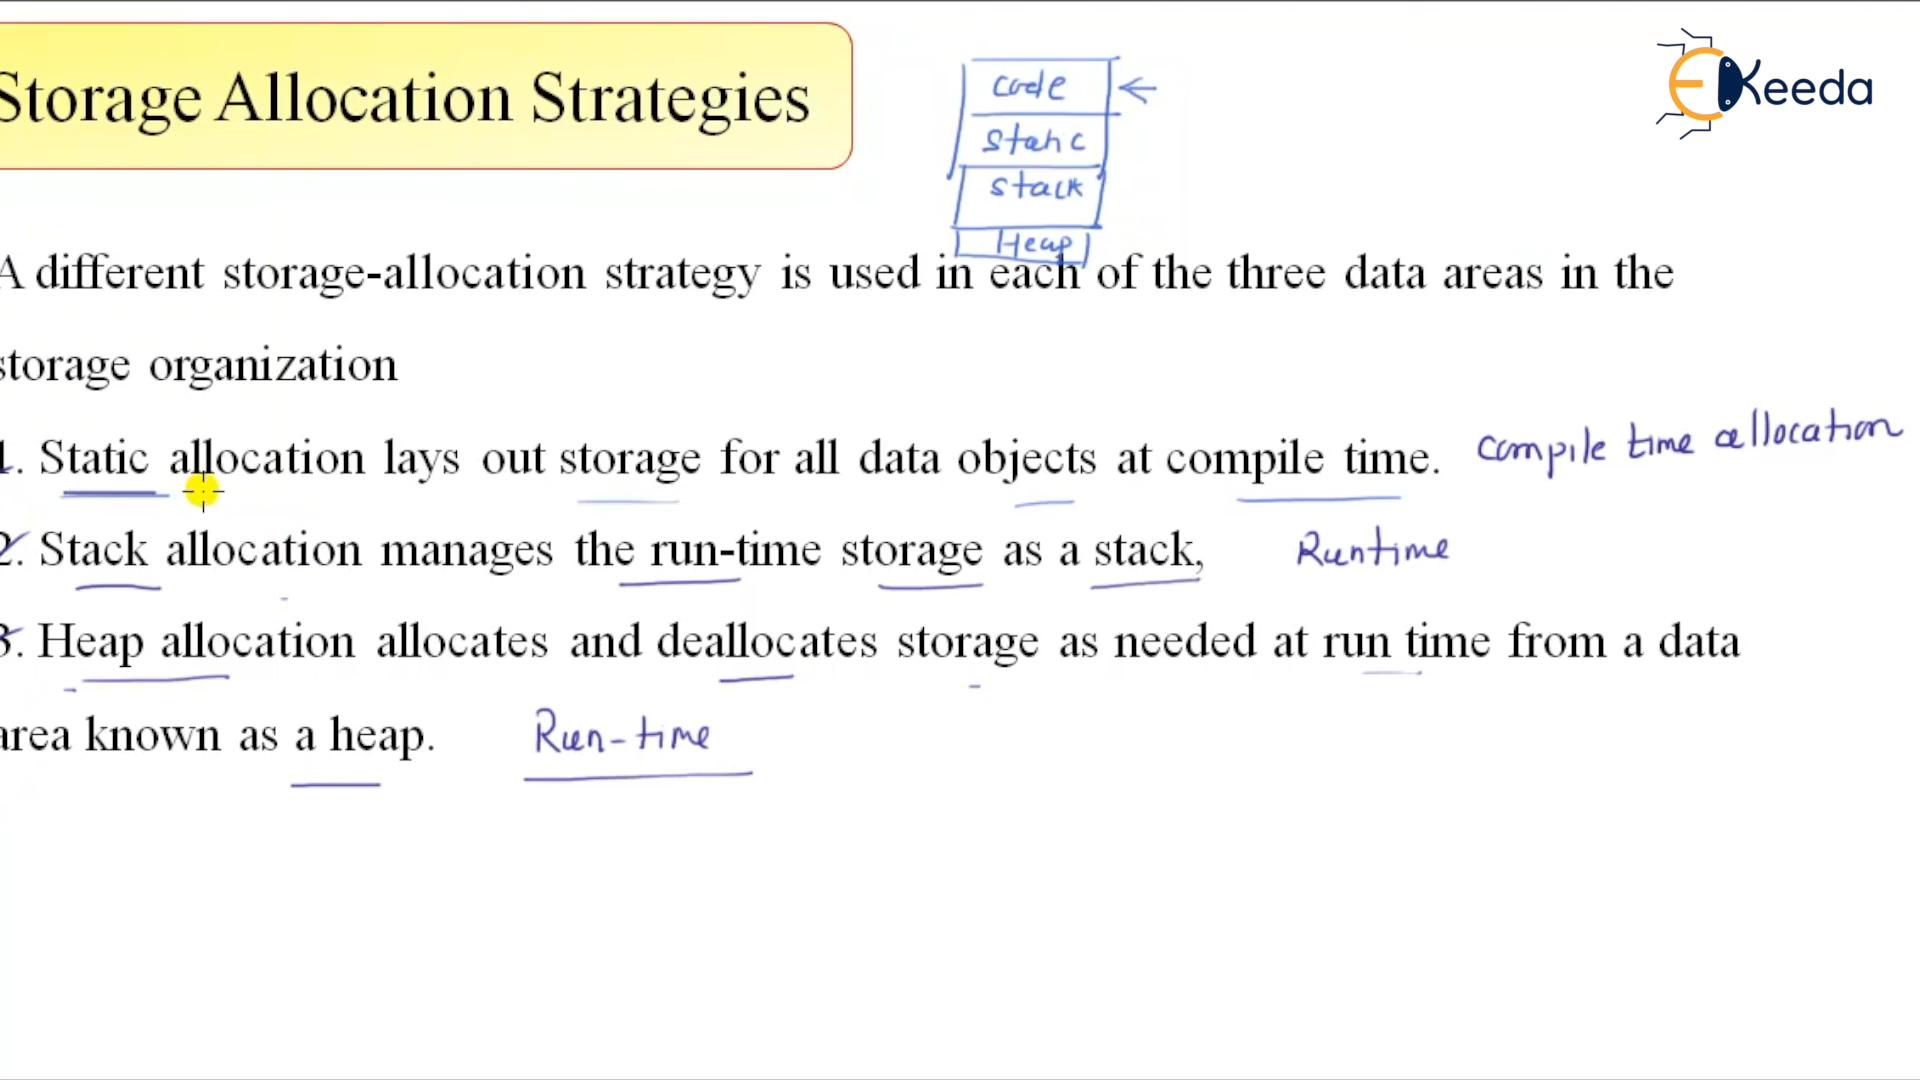 Storage Allocation Strategies
code
static
stack
Heap
EKeeda
A different storage-allocation strategy is used in each of the three data areas in the
storage organization
1. Static allocation lays out storage for all data objects at compile time. compile time allocation
2. Stack allocation manages the run-time storage as a stack, Runtime
3. Heap allocation allocates and deallocates storage as needed at run time from a data
area known as a heap. Run-time